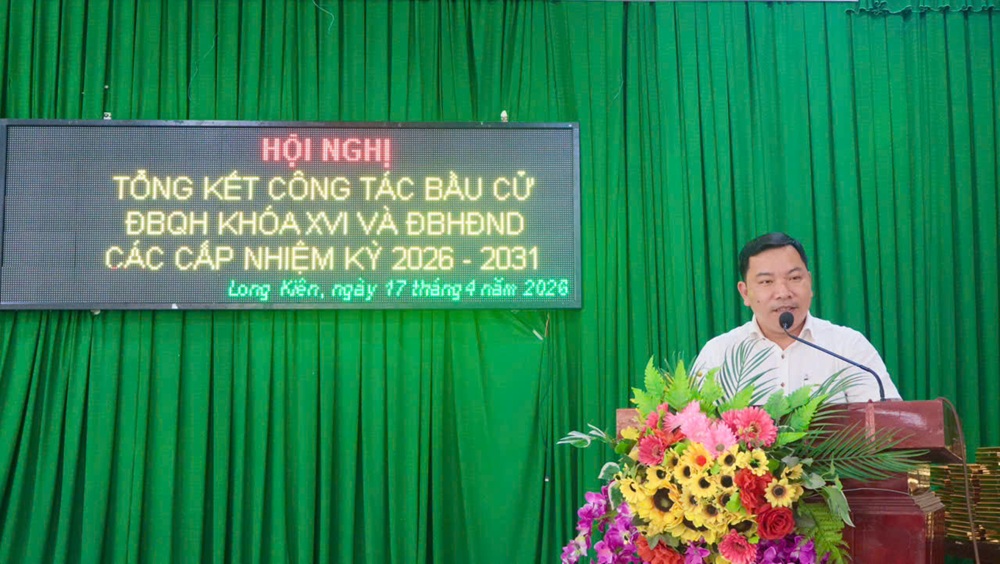 HỘI NGHỊ
TỔNG KẾT CÔNG TÁC BẦU CỬ
ĐBQH KHÓA XVI VÀ ĐBHĐND
CÁC CẤP NHIỆM KỲ 2026 - 2031
Long Kiên, ngày 17 tháng 4 năm 2026